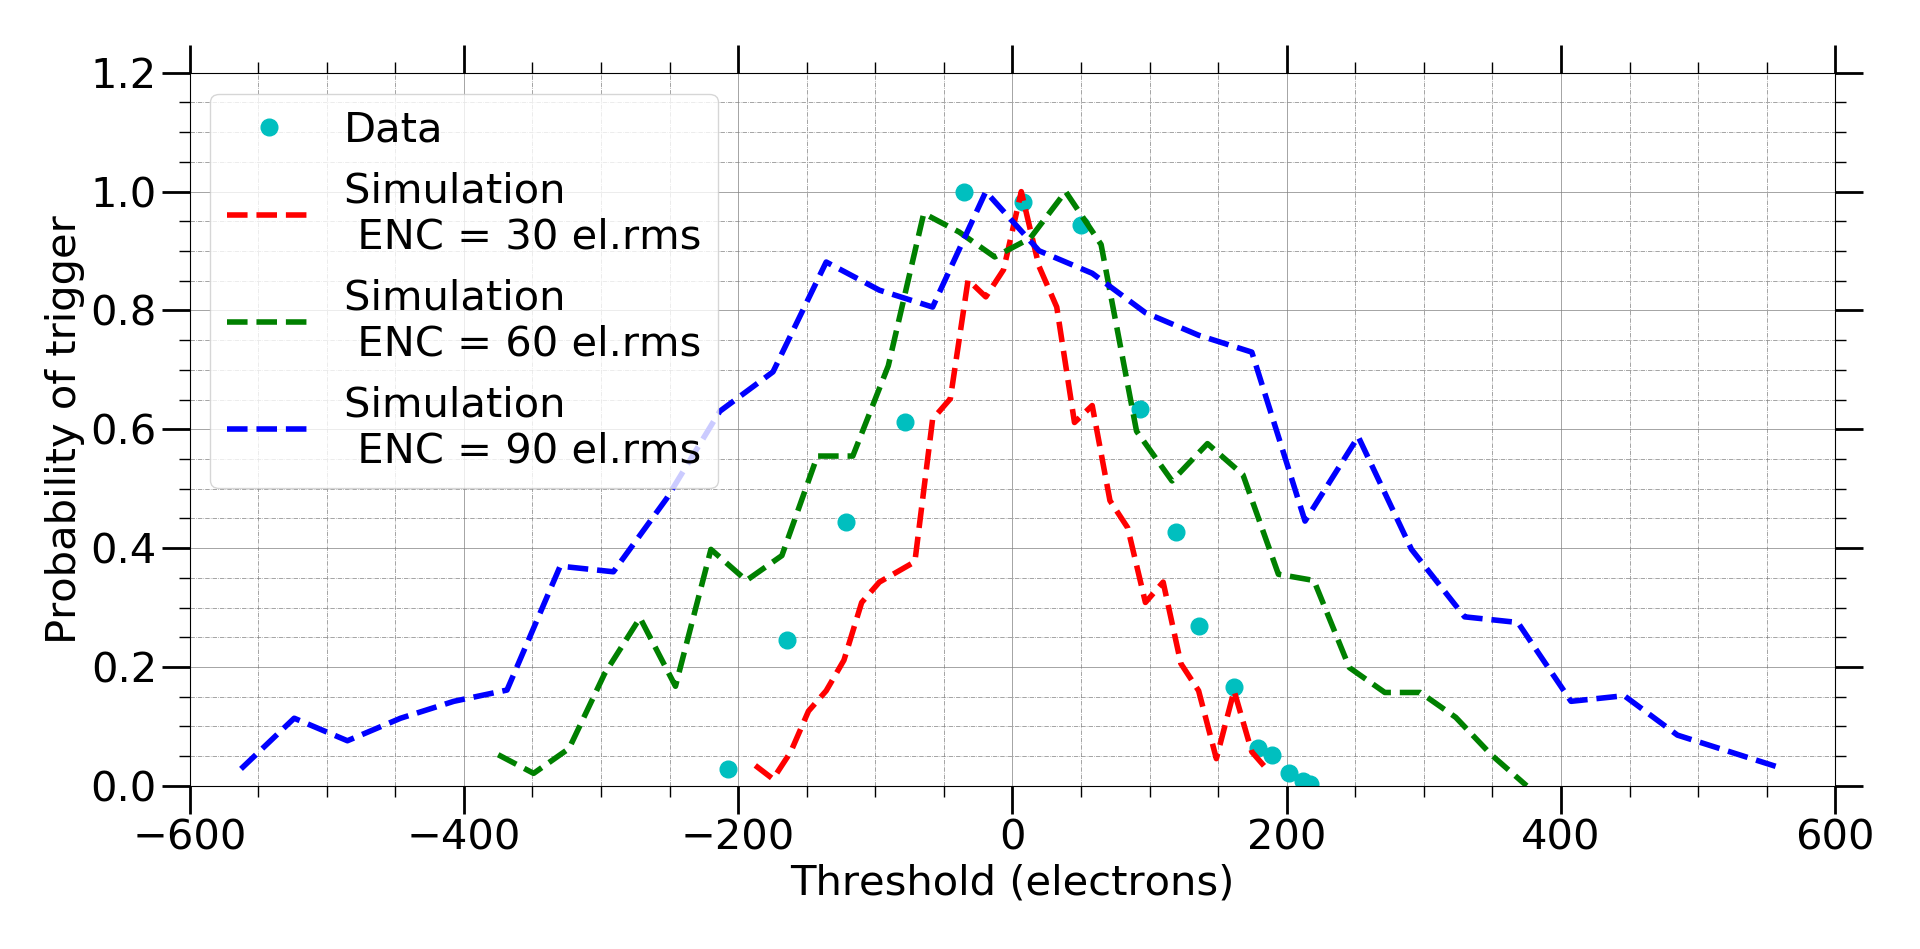 1.2
1.0
0.8
0.6
0.4
0.2
0.0
Probability of trigger
Data
Simulation
ENC = 30 el.rms
Simulation
ENC = 60 el.rms
Simulation
ENC = 90 el.rms
−600 −400 −200 0 200 400 600
Threshold (electrons)